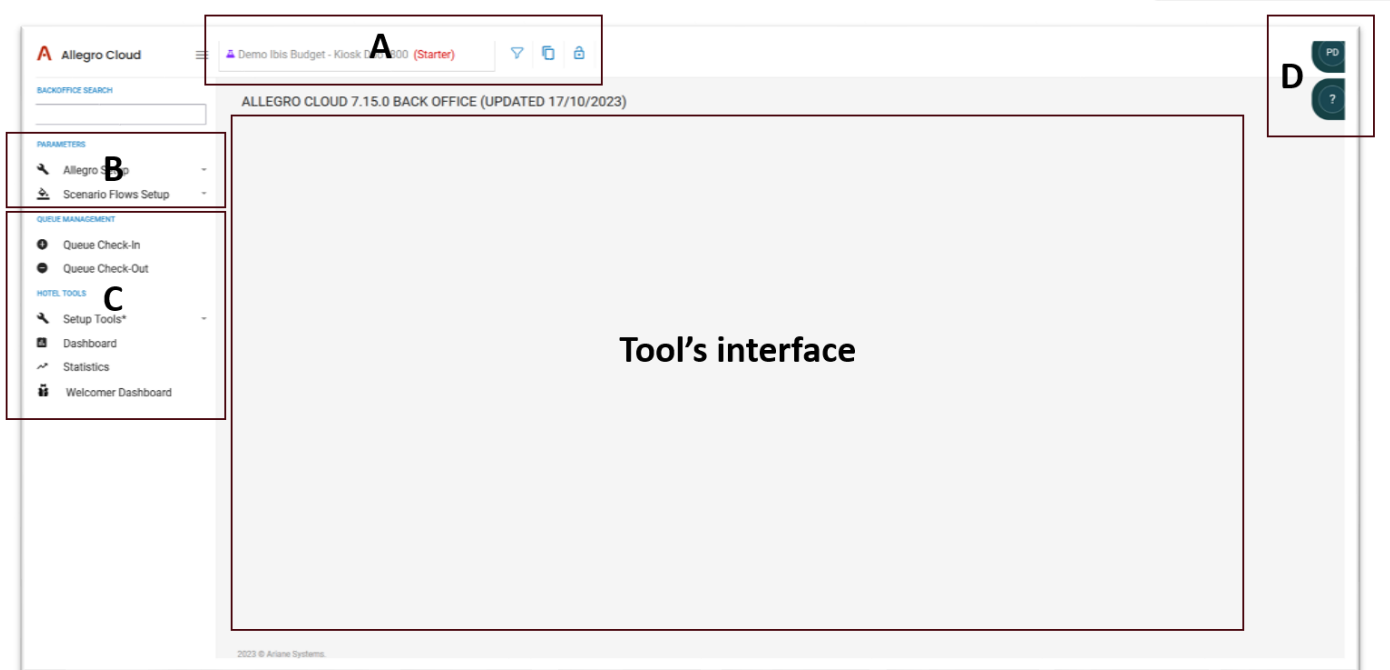 Allegro Cloud
Demo Ibis Budget - Kiosk 800 (Starter)
A
D
PD
?
BACKOFFICE SEARCH
ALLEGRO CLOUD 7.15.0 BACK OFFICE (UPDATED 17/10/2023)
PARAMETERS
Allegro Setup
B
Scenario Flows Setup
QUEUE MANAGEMENT
Queue Check-In
Queue Check-Out
HOTEL TOOLS
C
Setup Tools*
Dashboard
Statistics
Welcomer Dashboard
Tool's interface
2023 © Ariane Systems.